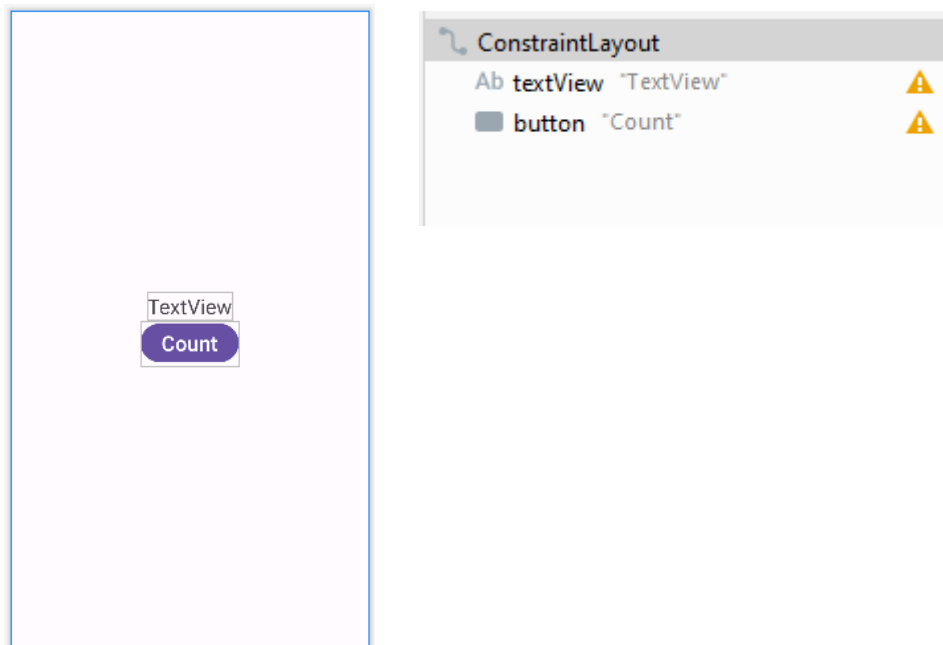 TextView
Count
ConstraintLayout
Ab textView "TextView"
button "Count"